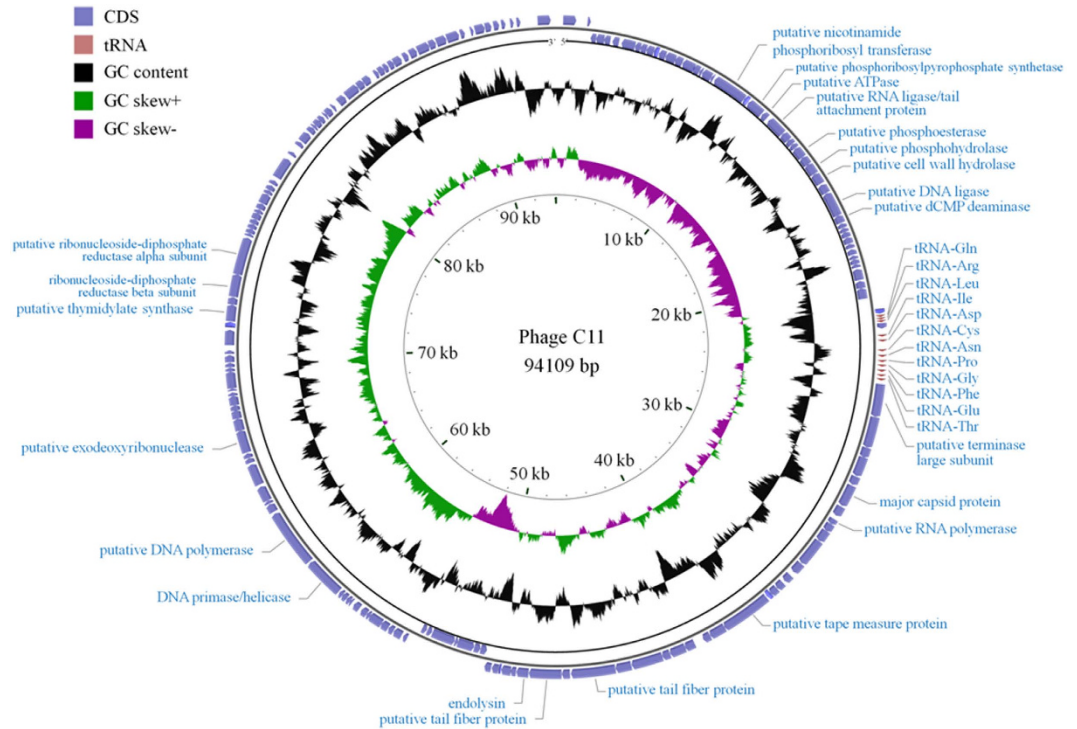 CDS
tRNA
GC content
GC skew+
GC skew-
3' 5'
putative nicotinamide
phosphoribosyl transferase
putative phosphoribosylpyrophosphate synthetase
putative ATPase
putative RNA ligase/tail
attachment protein
putative phosphoesterase
putative phosphohydrolase
putative cell wall hydrolase
putative DNA ligase
putative dCMP deaminase
tRNA-Gln
tRNA-Arg
tRNA-Leu
tRNA-Ile
tRNA-Asp
tRNA-Cys
tRNA-Asn
tRNA-Pro
tRNA-Gly
tRNA-Phe
tRNA-Glu
tRNA-Thr
putative terminase
large subunit
major capsid protein
putative RNA polymerase
putative tape measure protein
putative tail fiber protein
putative tail fiber protein
endolysin
DNA primase/helicase
putative DNA polymerase
putative exodeoxyribonuclease
putative thymidylate synthase
ribonucleoside-diphosphate
reductase beta subunit
putative ribonucleoside-diphosphate
reductase alpha subunit
10 kb
20 kb
30 kb
40 kb
50 kb
60 kb
70 kb
80 kb
90 kb
Phage C11
94109 bp